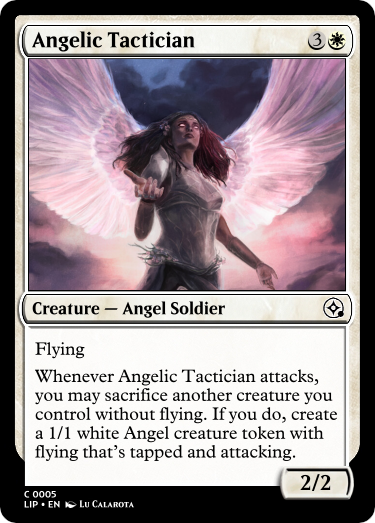 Angelic Tactician 3
Creature — Angel Soldier
Flying
Whenever Angelic Tactician attacks,
you may sacrifice another creature you
control without flying. If you do, create
a 1/1 white Angel creature token with
flying that's tapped and attacking.
2/2
C 0005
LIP • EN Lu Calarota